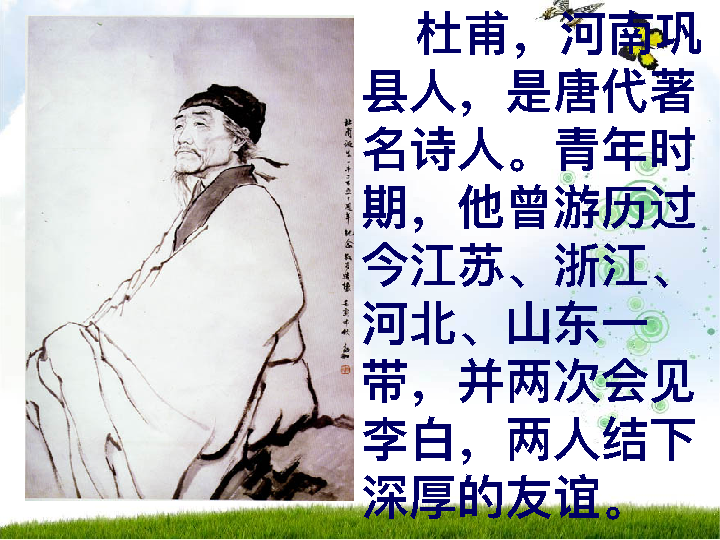 杜甫，河南巩
县人，是唐代著
名诗人。青年时
期，他曾游历过
今江苏、浙江、
河北、山东一
带，并两次会见
李白，两人结下
深厚的友谊。